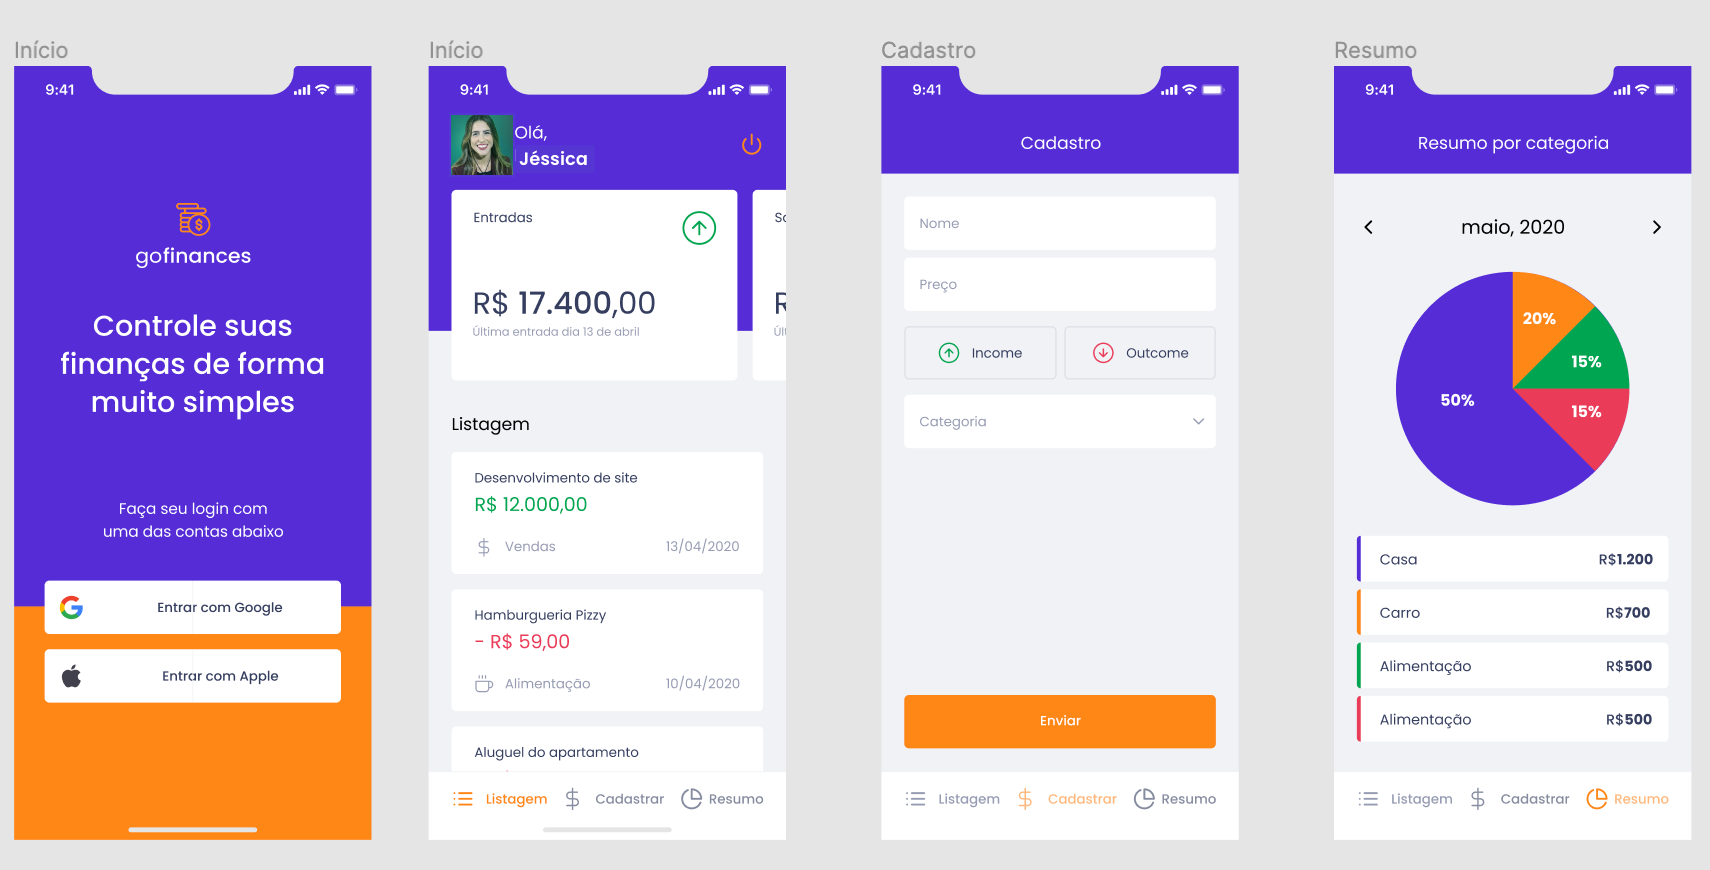 Início
9:41
gofinances
Controle suas
finanças de forma
muito simples
Faça seu login com
uma das contas abaixo
Entrar com Google
Entrar com Apple
Início
9:41
Olá,
Jéssica
Entradas
R$ 17.400,00
Última entrada dia 13 de abril
Listagem
Desenvolvimento de site
R$ 12.000,00
Vendas 13/04/2020
Hamburgueria Pizzy
- R$ 59,00
Alimentação 10/04/2020
Aluguel do apartamento
Listagem Cadastrar Resumo
Cadastro
9:41
Cadastro
Nome
Preço
Income Outcome
Categoria
Enviar
Listagem Cadastrar Resumo
Resumo
9:41
Resumo por categoria
maio, 2020
20%
15%
50%
15%
Casa R$1.200
Carro R$700
Alimentação R$500
Alimentação R$500
Listagem Cadastrar Resumo